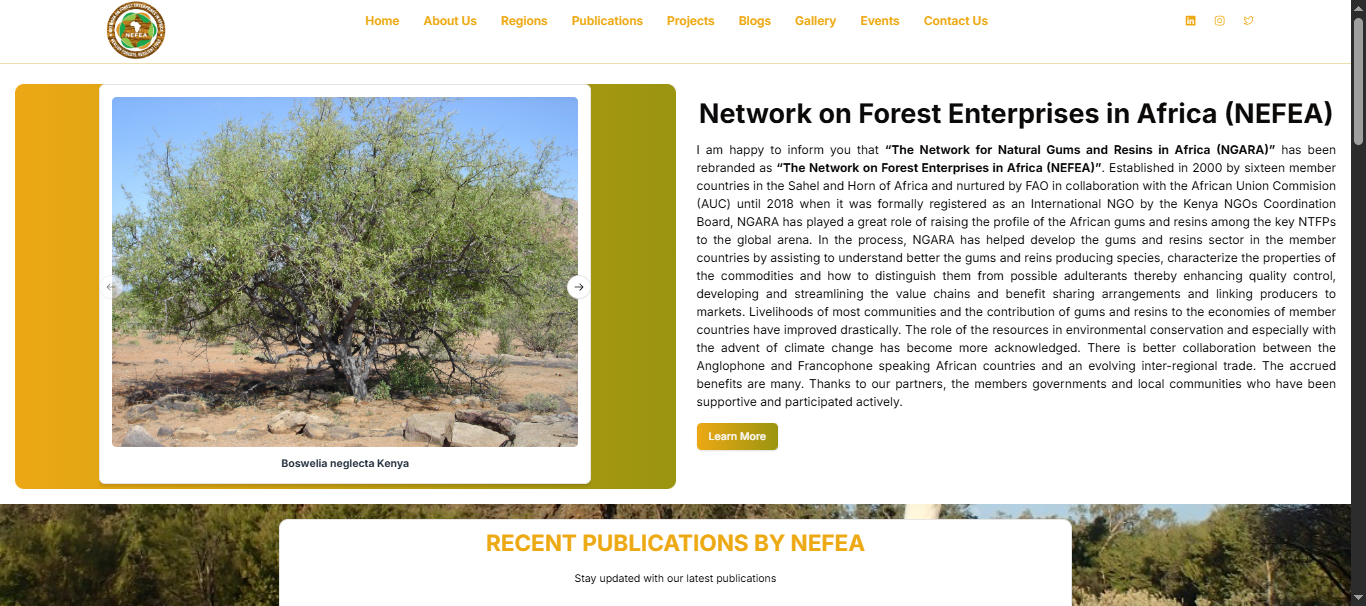 NEFEA
Home About Us Regions Publications Projects Blogs Gallery Events Contact Us
Boswelia neglecta Kenya
Network on Forest Enterprises in Africa (NEFEA)
I am happy to inform you that “The Network for Natural Gums and Resins in Africa (NGARA)” has been
rebranded as “The Network on Forest Enterprises in Africa (NEFEA)”. Established in 2000 by sixteen member
countries in the Sahel and Horn of Africa and nurtured by FAO in collaboration with the African Union Commision
(AUC) until 2018 when it was formally registered as an International NGO by the Kenya NGOs Coordination
Board, NGARA has played a great role of raising the profile of the African gums and resins among the key NTFPs
to the global arena. In the process, NGARA has helped develop the gums and resins sector in the member
countries by assisting to understand better the gums and reins producing species, characterize the properties of
the commodities and how to distinguish them from possible adulterants thereby enhancing quality control,
developing and streamlining the value chains and benefit sharing arrangements and linking producers to
markets. Livelihoods of most communities and the contribution of gums and resins to the economies of member
countries have improved drastically. The role of the resources in environmental conservation and especially with
the advent of climate change has become more acknowledged. There is better collaboration between the
Anglophone and Francophone speaking African countries and an evolving inter-regional trade. The accrued
benefits are many. Thanks to our partners, the members governments and local communities who have been
supportive and participated actively.
Learn More
RECENT PUBLICATIONS BY NEFEA
Stay updated with our latest publications